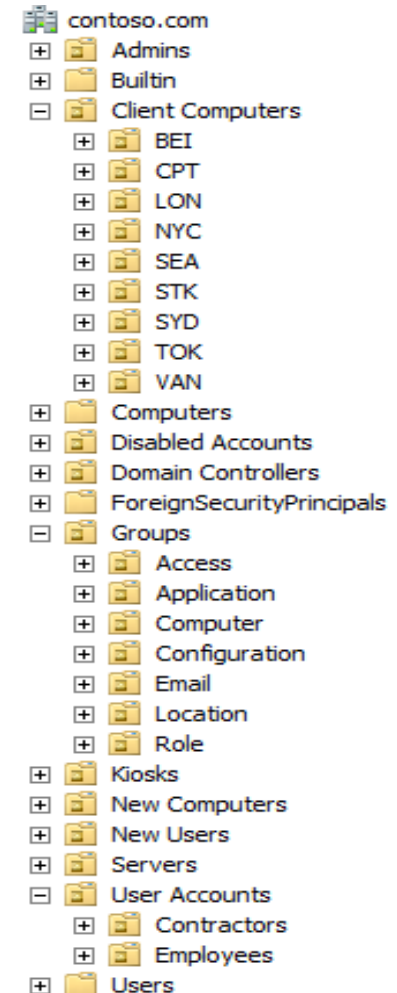 contoso.com
Admins
Builtin
Client Computers
BEI
CPT
LON
NYC
SEA
STK
SYD
TOK
VAN
Computers
Disabled Accounts
Domain Controllers
ForeignSecurityPrincipals
Groups
Access
Application
Computer
Configuration
Email
Location
Role
Kiosks
New Computers
New Users
Servers
User Accounts
Contractors
Employees
Users